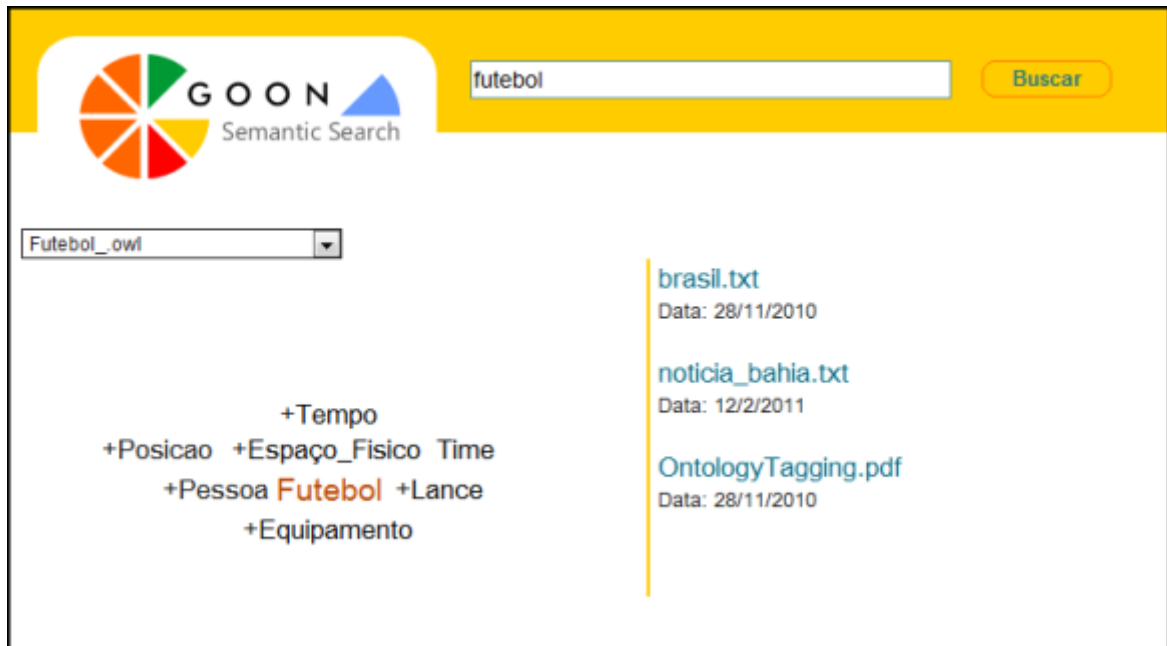 GOON
Semantic Search
futebol
Buscar
Futebol_.owl
+Tempo
+Posicao +Espaço_Fisico Time
+Pessoa Futebol +Lance
+Equipamento
brasil.txt
Data: 28/11/2010
noticia_bahia.txt
Data: 12/2/2011
OntologyTagging.pdf
Data: 28/11/2010